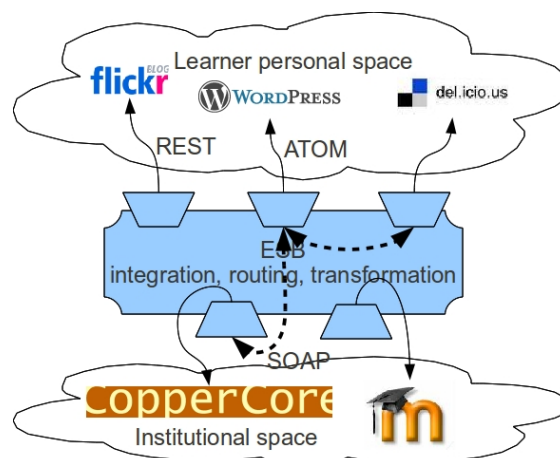 Learner personal space
BLOG
flickr
WORDPRESS
del.icio.us
REST
ATOM
ESB
integration, routing, transformation
SOAP
CopperCore
m
Institutional space